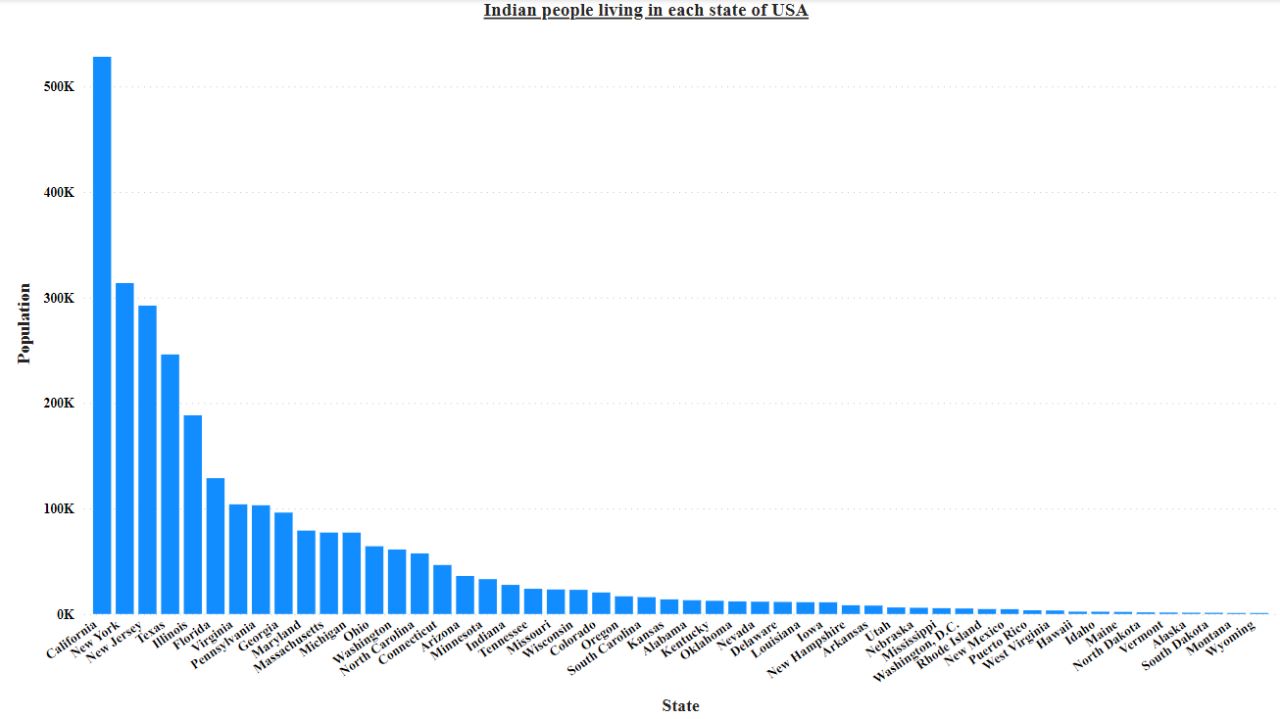 Indian people living in each state of USA
500K
400K
300K
200K
100K
0K
Population
California
New York
New Jersey
Texas
Illinois
Florida
Virginia
Pennsylvania
Georgia
Maryland
Massachusetts
Michigan
Ohio
Washington
North Carolina
Connecticut
Arizona
Minnesota
Indiana
Tennessee
Missouri
Wisconsin
Colorado
Oregon
South Carolina
Kansas
Alabama
Kentucky
Oklahoma
Nevada
Delaware
Louisiana
Iowa
New Hampshire
Arkansas
Utah
Nebraska
Mississippi
Washington, D.C.
Rhode Island
New Mexico
Puerto Rico
West Virginia
Hawaii
Idaho
Maine
North Dakota
Vermont
Alaska
South Dakota
Montana
Wyoming
State